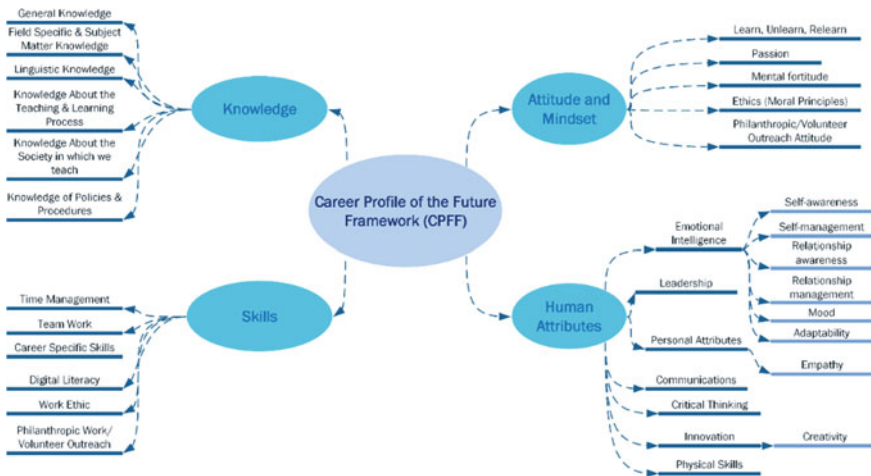 General Knowledge
Field Specific & Subject
Matter Knowledge
Linguistic Knowledge
Knowledge About the
Teaching & Learning
Process
Knowledge About the
Society in which we
teach
Knowledge of Policies &
Procedures
Knowledge
Learn, Unlearn, Relearn
Passion
Mental fortitude
Ethics (Moral Principles)
Philanthropic/Volunteer
Outreach Attitude
Attitude and
Mindset
Career Profile of the Future
Framework (CPFF)
Time Management
Team Work
Career Specific Skills
Digital Literacy
Work Ethic
Philanthropic Work/
Volunteer Outreach
Skills
Human
Attributes
Emotional
Intelligence
Leadership
Personal Attributes
Communications
Critical Thinking
Innovation
Physical Skills
Self-awareness
Self-management
Relationship
awareness
Relationship
management
Mood
Adaptability
Empathy
Creativity